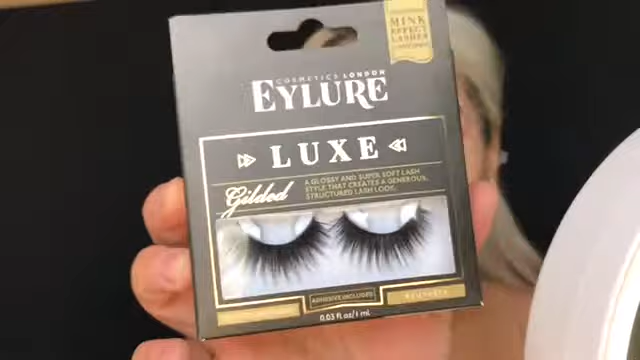 MINK
EFFECT
LASHES
COSMETICS LONDON
EYLURE
LUXE
Gilded
A GLOSSY AND SUPER SOFT LASH
STYLE THAT CREATES A GENEROUS,
STRUCTURED LASH LOOK.
ADHESIVE INCLUDED
0.03 fl.oz/1 mL